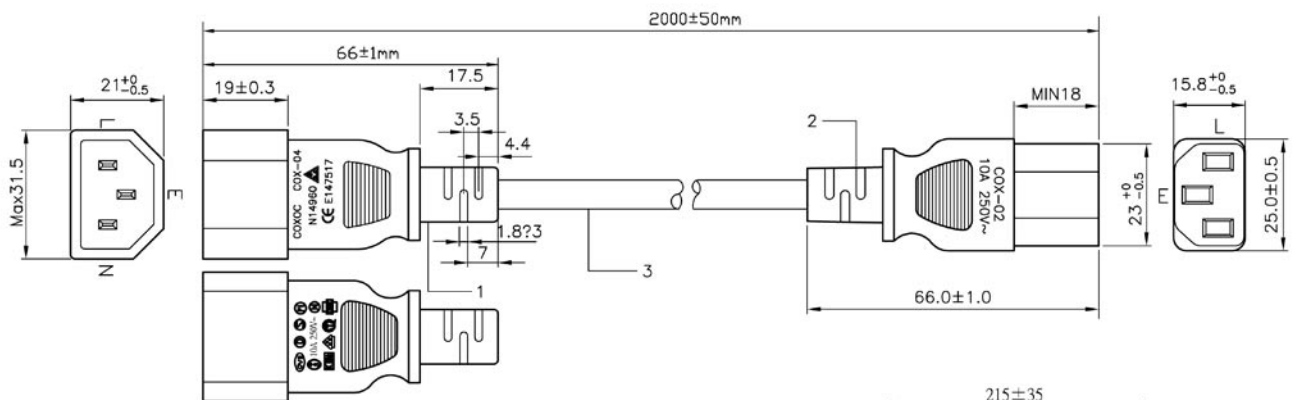 2000±50mm
66±1mm
21 +0 -0.5
19±0.3
17.5
MIN18
15.8 +0 -0.5
3.5
4.4
2
L
L
Max31.5
E
N
COXOC COX-04
N14960
CE E147517
COX-02
10A 250V~
23 +0 -0.5
E
25.0±0.5
1.8?3
7
1
3
66.0±1.0
10A 250V~
215±35